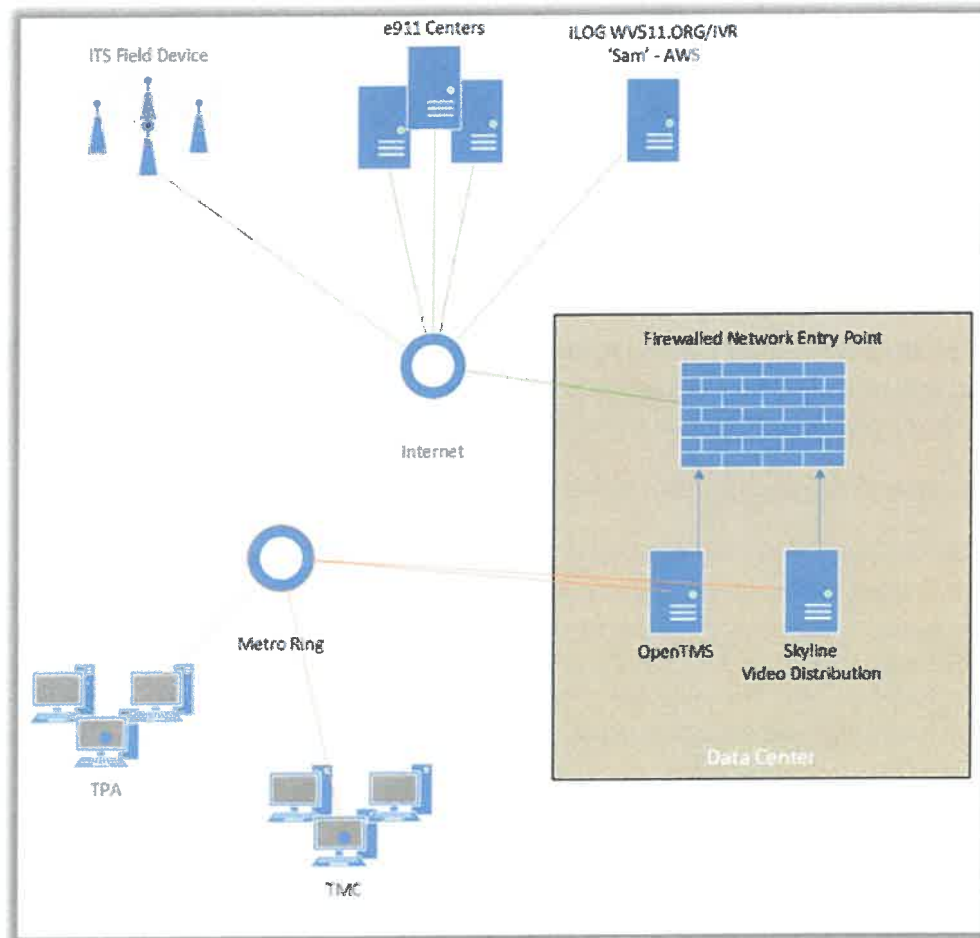 e911 Centers
iLOG WV511.ORG/IVR
'Sam' - AWS
ITS Field Device
Firewalled Network Entry Point
Internet
Metro Ring
OpenTMS
Skyline
Video Distribution
Data Center
TPA
TMC